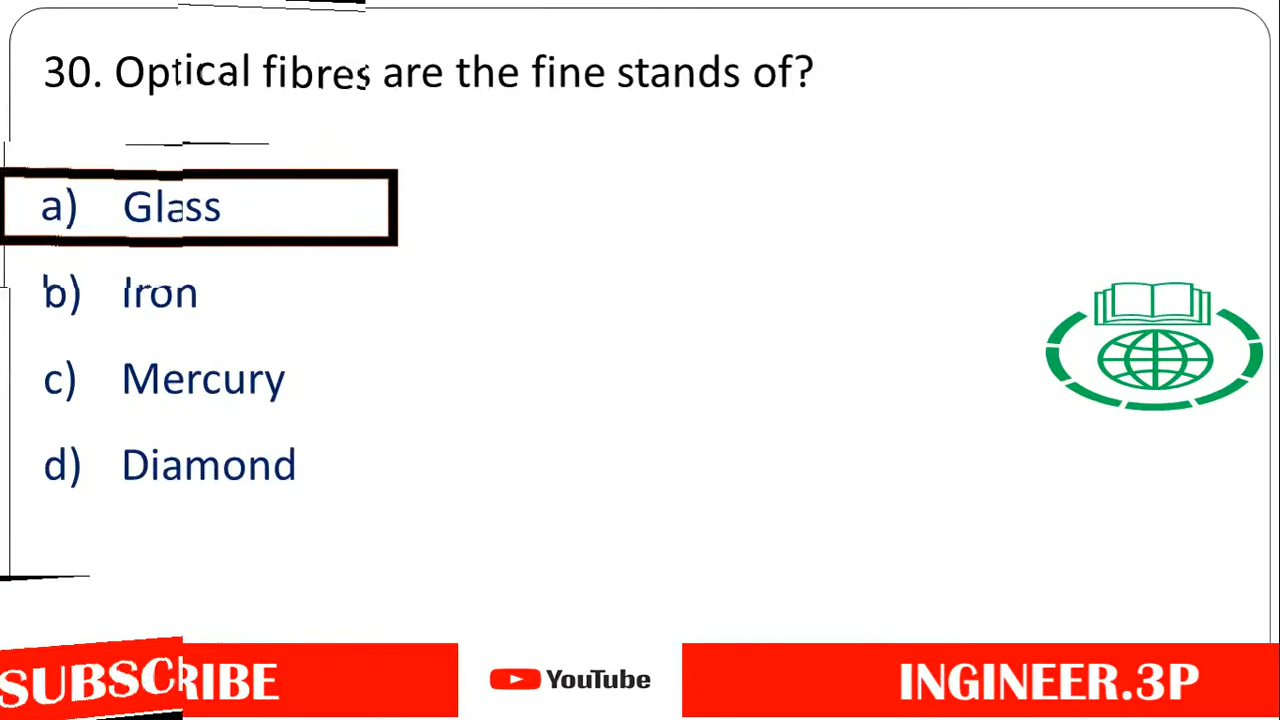 30. Optical fibres are the fine stands of?
a) Glass
b) Iron
c) Mercury
d) Diamond
SUBSCRIBE
YouTube
INGINEER.3P